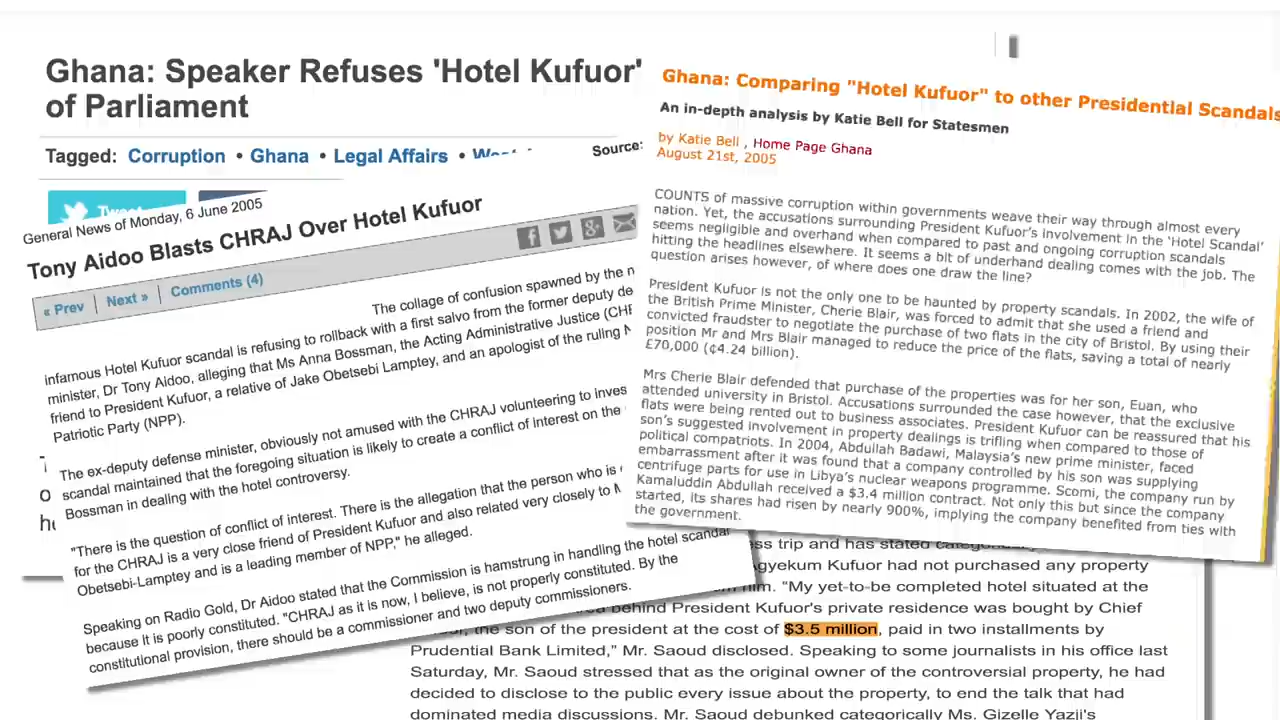 Ghana: Speaker Refuses 'Hotel Kufuor'
of Parliament
Tagged: Corruption • Ghana • Legal Affairs •
Source:
Tweet
General News of Monday, 6 June 2005
Tony Aidoo Blasts CHRAJ Over Hotel Kufuor
« Prev | Next » | Comments (4)
The collage of confusion spawned by the
infamous Hotel Kufuor scandal is refusing to rollback with a first salvo from the former deputy
minister, Dr Tony Aidoo, alleging that Ms Anna Bossman, the Acting Administrative Justice
friend to President Kufuor, a relative of Jake Obetsebi Lamptey, and an apologist of the ruling
Patriotic Party (NPP).
The ex-deputy defense minister, obviously not amused with the CHRAJ volunteering to
scandal maintained that the foregoing situation is likely to create a conflict of interest on the
Bossman in dealing with the hotel controversy.
"There is the question of conflict of interest. There is the allegation that the person who is
for the CHRAJ is a very close friend of President Kufuor and also related very closely to
Obetsebi-Lamptey and is a leading member of NPP," he alleged.
Speaking on Radio Gold, Dr Aidoo stated that the Commission is hamstrung in handling the hotel scandal
because it is poorly constituted. "CHRAJ as it is now, I believe, is not properly constituted. By the
constitutional provision, there should be a commissioner and two deputy commissioners.
Ghana: Comparing "Hotel Kufuor" to other Presidential Scandals
An in-depth analysis by Katie Bell for Statesmen
by Katie Bell , Home Page Ghana
August 21st, 2005
COUNTS of massive corruption within governments weave their way through almost every
nation. Yet, the accusations surrounding President Kufuor's involvement in the 'Hotel Scandal'
seems negligible and overhand when compared to past and ongoing corruption scandals
hitting the headlines elsewhere. It seems a bit of underhand dealing comes with the job. The
question arises however, of where does one draw the line?
President Kufuor is not the only one to be haunted by property scandals. In 2002, the wife of
the British Prime Minister, Cherie Blair, was forced to admit that she used a friend and
convicted fraudster to negotiate the purchase of two flats in the city of Bristol. By using their
position Mr and Mrs Blair managed to reduce the price of the flats, saving a total of nearly
£70,000 (¢4.24 billion).
Mrs Cherie Blair defended that purchase of the properties was for her son, Euan, who
attended university in Bristol. Accusations surrounded the case however, that the exclusive
flats were being rented out to business associates. President Kufuor can be reassured that his
son's suggested involvement in property dealings is trifling when compared to those of
political compatriots. In 2004, Abdullah Badawi, Malaysia's new prime minister, faced
embarrassment after it was found that a company controlled by his son was supplying
centrifuge parts for use in Libya's nuclear weapons programme. Scomi, the company run by
Kamaluddin Abdullah received a $3.4 million contract. Not only this but since the company
started, its shares had risen by nearly 900%, implying the company benefited from ties with
the government.
trip and has stated
Agyekum Kufuor had not purchased any property
him. "My yet-to-be completed hotel situated at the
behind President Kufuor's private residence was bought by Chief
the son of the president at the cost of $3.5 million, paid in two installments by
Prudential Bank Limited," Mr. Saoud disclosed. Speaking to some journalists in his office last
Saturday, Mr. Saoud stressed that as the original owner of the controversial property, he had
decided to disclose to the public every issue about the property, to end the talk that had
dominated media discussions. Mr. Saoud debunked categorically Ms. Gizelle Yazji's